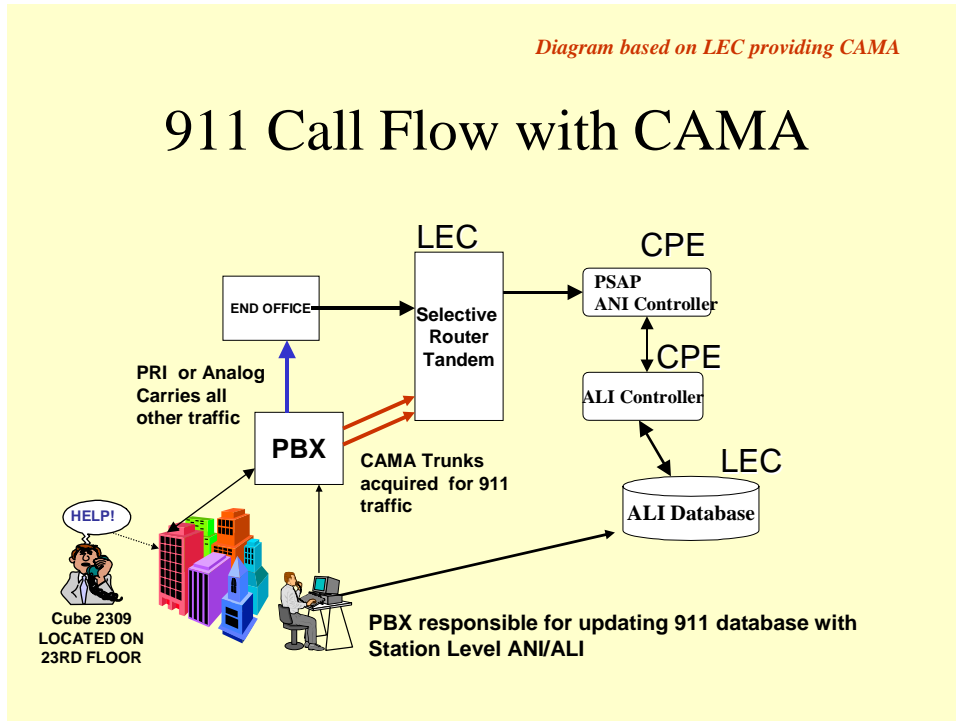 Diagram based on LEC providing CAMA
911 Call Flow with CAMA
LEC
CPE
END OFFICE
Selective
Router
Tandem
PSAP
ANI Controller
CPE
ALI Controller
PRI or Analog
Carries all
other traffic
PBX
CAMA Trunks
acquired for 911
traffic
LEC
ALI Database
HELP!
Cube 2309
LOCATED ON
23RD FLOOR
PBX responsible for updating 911 database with
Station Level ANI/ALI